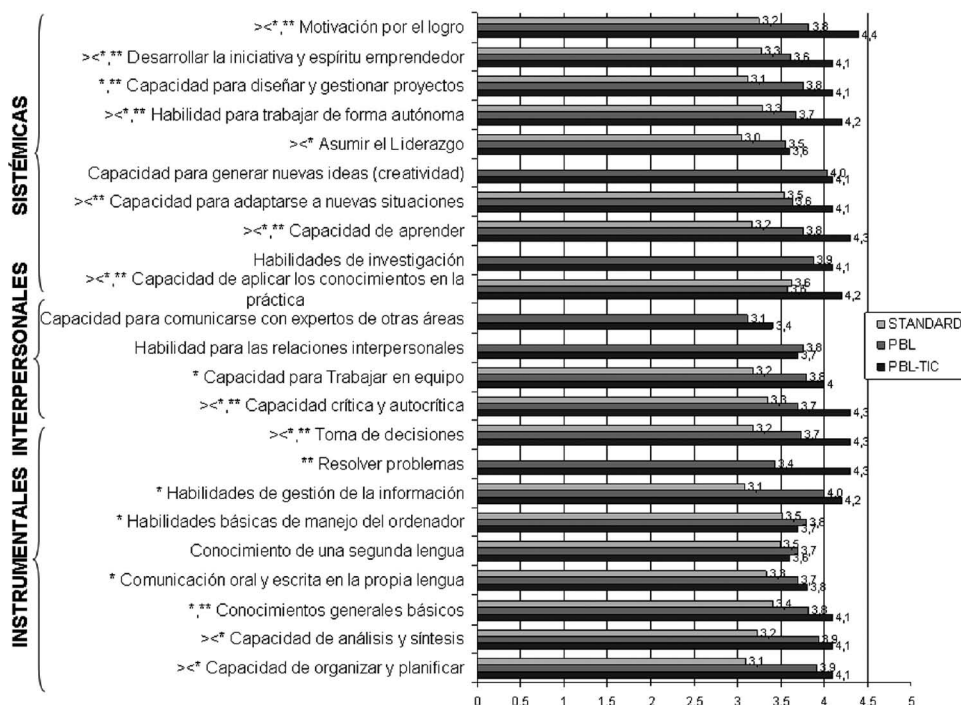 SISTÉMICAS
><*,** Motivación por el logro 3,2 3,8 4,4
><*,** Desarrollar la iniciativa y espíritu emprendedor 3,3 3,6 4,1
*,** Capacidad para diseñar y gestionar proyectos 3,1 3,8 4,1
><*,** Habilidad para trabajar de forma autónoma 3,3 3,7 4,2
><* Asumir el Liderazgo 3,0 3,5 3,6
Capacidad para generar nuevas ideas (creatividad) 4,0 4,1
><** Capacidad para adaptarse a nuevas situaciones 3,5 3,6 4,1
><*,** Capacidad de aprender 3,2 3,8 4,3
Habilidades de investigación 3,9 4,1
><*,** Capacidad de aplicar los conocimientos en la
práctica 3,6 3,6 4,2
INTERPERSONALES
Capacidad para comunicarse con expertos de otras áreas 3,1 3,4
Habilidad para las relaciones interpersonales 3,8 3,7
* Capacidad para Trabajar en equipo 3,2 3,8 4
><*,** Capacidad crítica y autocrítica 3,3 3,7 4,3
INSTRUMENTALES
><*,** Toma de decisiones 3,2 3,7 4,3
** Resolver problemas 3,4 4,3
* Habilidades de gestión de la información 3,1 4,0 4,2
* Habilidades básicas de manejo del ordenador 3,5 3,8 3,7
Conocimiento de una segunda lengua 3,5 3,7 3,6
* Comunicación oral y escrita en la propia lengua 3,3 3,7 3,8
*,** Conocimientos generales básicos 3,4 3,8 4,1
><* Capacidad de análisis y síntesis 3,2 3,9 4,1
><* Capacidad de organizar y planificar 3,1 3,9 4,1
0 0.5 1 1.5 2 2.5 3 3.5 4 4.5 5
STANDARD
PBL
PBL-TIC